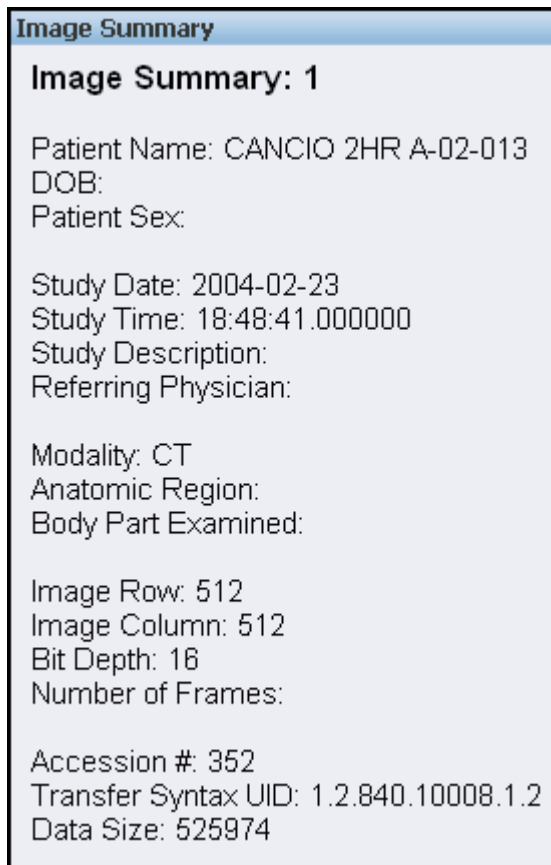 Image Summary
Image Summary: 1
Patient Name: CANCIO 2HR A-02-013
DOB:
Patient Sex:
Study Date: 2004-02-23
Study Time: 18:48:41.000000
Study Description:
Referring Physician:
Modality: CT
Anatomic Region:
Body Part Examined:
Image Row: 512
Image Column: 512
Bit Depth: 16
Number of Frames:
Accession #: 352
Transfer Syntax UID: 1.2.840.10008.1.2
Data Size: 525974